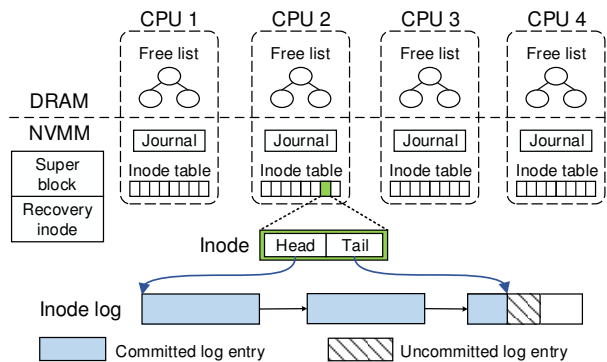 CPU 1 CPU 2 CPU 3 CPU 4
Free list Free list Free list Free list
DRAM
NVMM
Journal Journal Journal Journal
Super
block
Inode table Inode table Inode table Inode table
Recovery
inode
Inode Head Tail
Inode log
Committed log entry Uncommitted log entry